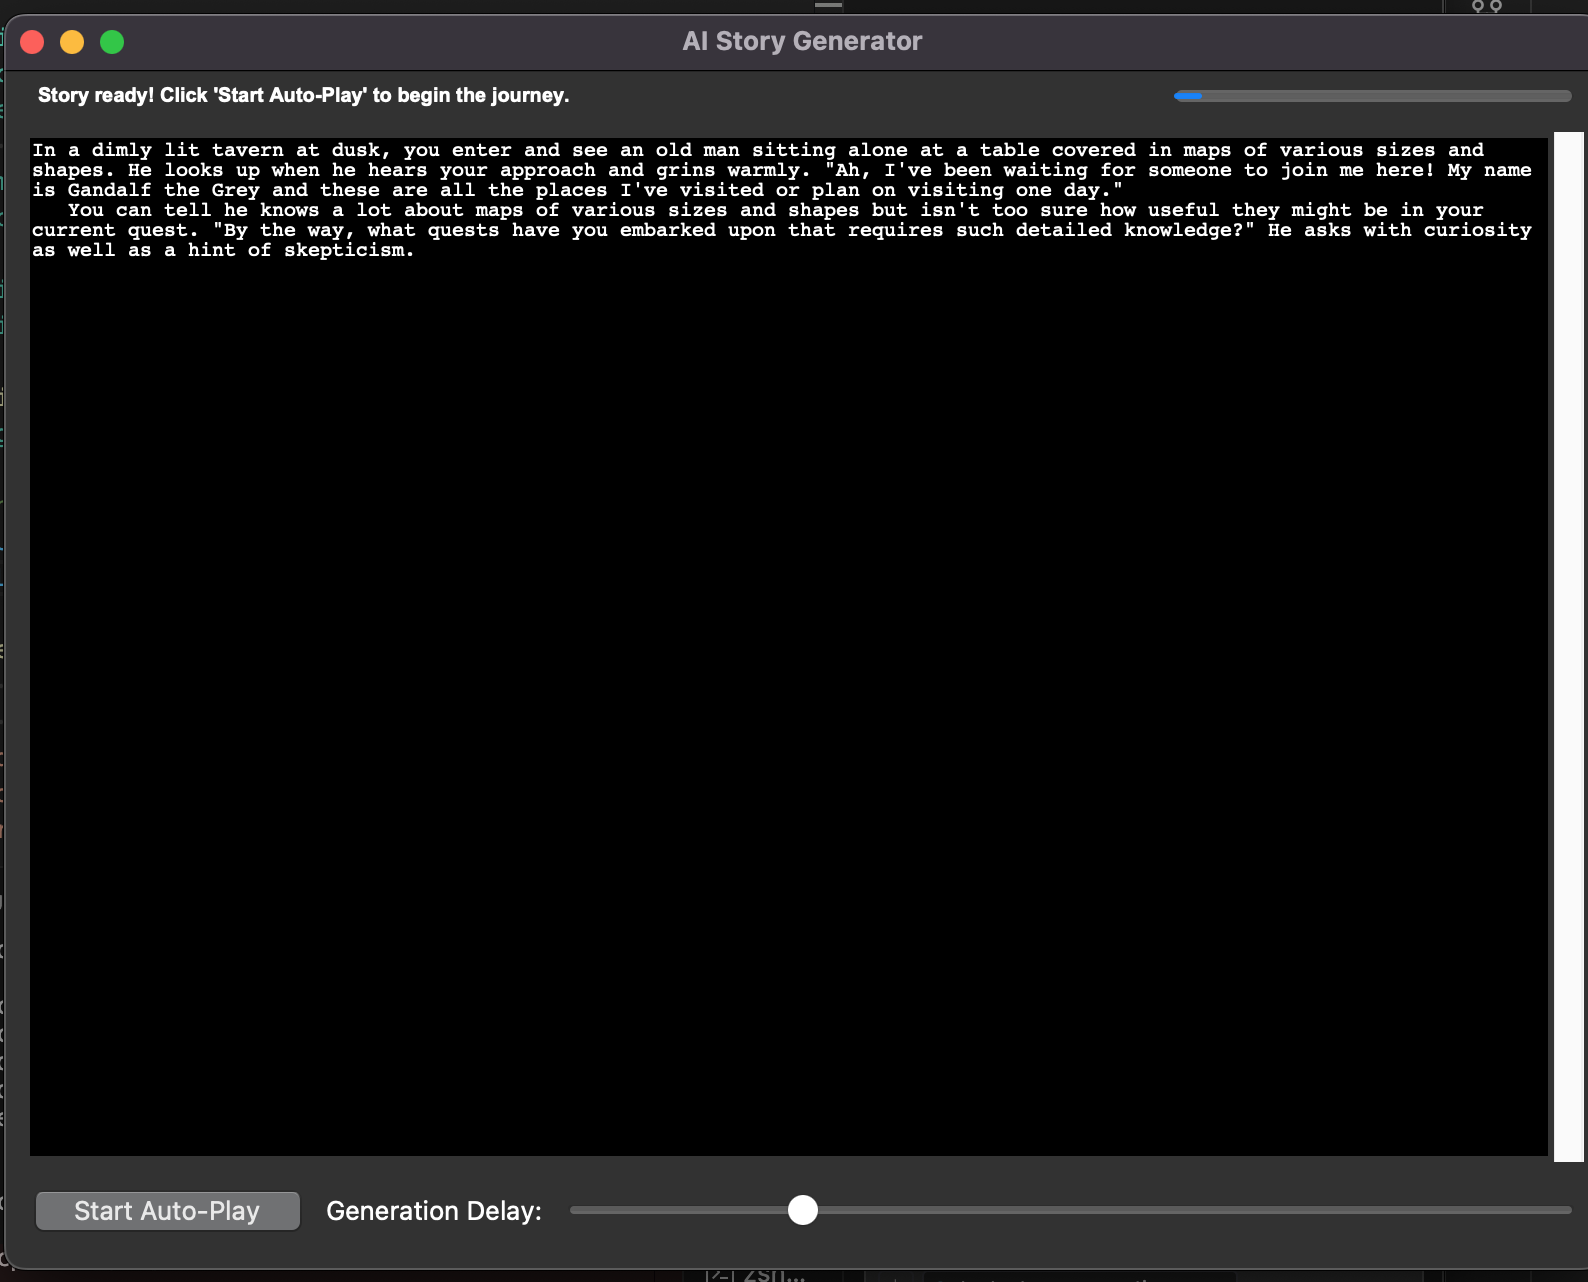 AI Story Generator
Story ready! Click 'Start Auto-Play' to begin the journey.
In a dimly lit tavern at dusk, you enter and see an old man sitting alone at a table covered in maps of various sizes and
shapes. He looks up when he hears your approach and grins warmly. "Ah, I've been waiting for someone to join me here! My name
is Gandalf the Grey and these are all the places I've visited or plan on visiting one day."
You can tell he knows a lot about maps of various sizes and shapes but isn't too sure how useful they might be in your
current quest. "By the way, what quests have you embarked upon that requires such detailed knowledge?" He asks with curiosity
as well as a hint of skepticism.
Start Auto-Play
Generation Delay: